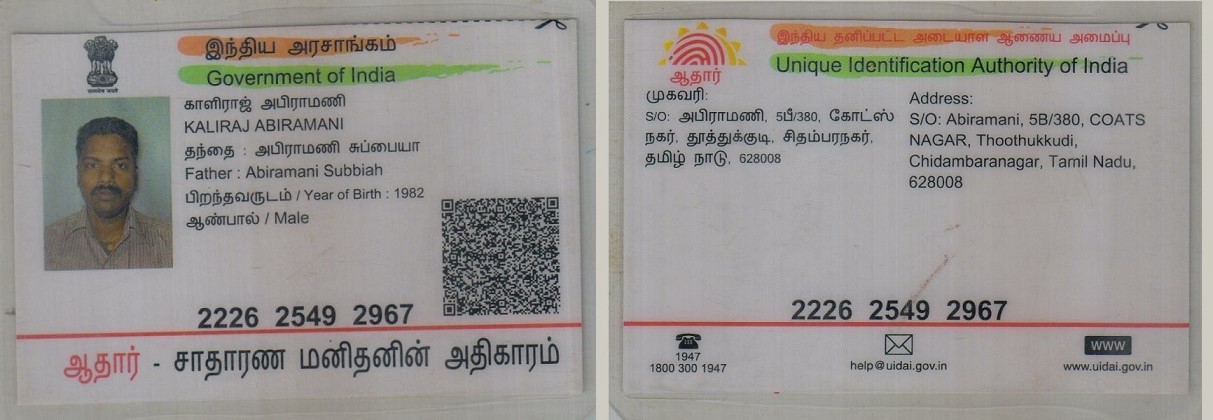 இந்திய அரசாங்கம்
Government of India
காளிராஜ் அபிராமணி
KALIRAJ ABIRAMANI
தந்தை : அபிராமணி சுப்பையா
Father : Abiramani Subbiah
பிறந்தவருடம் / Year of Birth : 1982
ஆண்பால் / Male
2226 2549 2967
ஆதார் - சாதாரண மனிதனின் அதிகாரம்
இந்திய தனிப்பட்ட அடையாள ஆணைய அமைப்பு
Unique Identification Authority of India
ஆதார்
முகவரி:
S/O: அபிராமணி, 5பி/380, கோட்ஸ்
நகர், தூத்துக்குடி, சிதம்பரநகர்,
தமிழ் நாடு, 628008
Address:
S/O: Abiramani, 5B/380, COATS
NAGAR, Thoothukkudi,
Chidambaranagar, Tamil Nadu,
628008
2226 2549 2967
1947
1800 300 1947
help@uidai.gov.in
WWW
www.uidai.gov.in